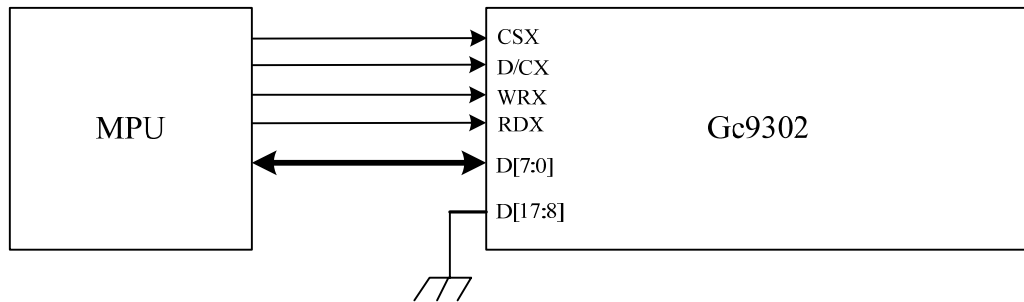 MPU
CSX
D/CX
WRX
RDX
D[7:0]
D[17:8]
Gc9302